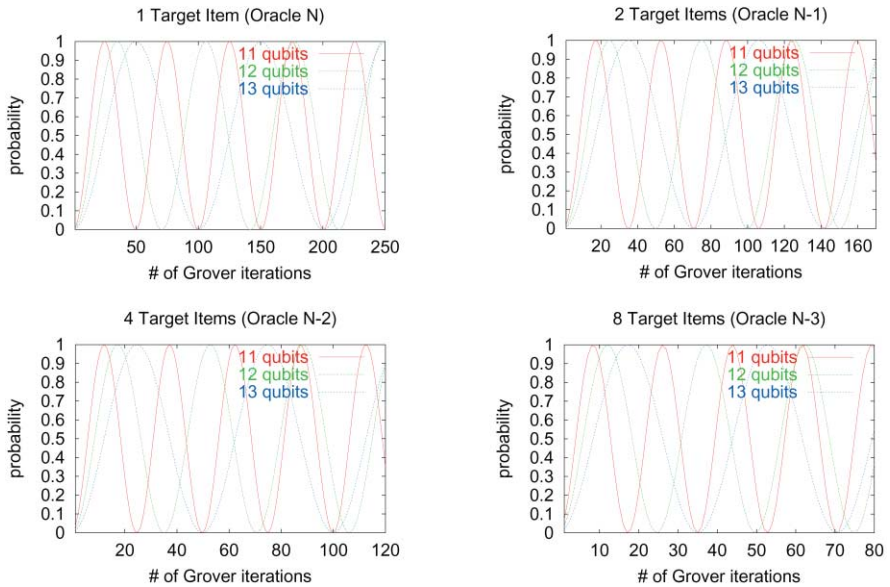 1 Target Item (Oracle N)
1
0.9
0.8
0.7
0.6
0.5
0.4
0.3
0.2
0.1
0
probability
11 qubits
12 qubits
13 qubits
50 100 150 200 250
# of Grover iterations
2 Target Items (Oracle N-1)
1
0.9
0.8
0.7
0.6
0.5
0.4
0.3
0.2
0.1
0
probability
11 qubits
12 qubits
13 qubits
20 40 60 80 100 120 140 160
# of Grover iterations
4 Target Items (Oracle N-2)
1
0.9
0.8
0.7
0.6
0.5
0.4
0.3
0.2
0.1
0
probability
11 qubits
12 qubits
13 qubits
20 40 60 80 100 120
# of Grover iterations
8 Target Items (Oracle N-3)
1
0.9
0.8
0.7
0.6
0.5
0.4
0.3
0.2
0.1
0
probability
11 qubits
12 qubits
13 qubits
10 20 30 40 50 60 70 80
# of Grover iterations